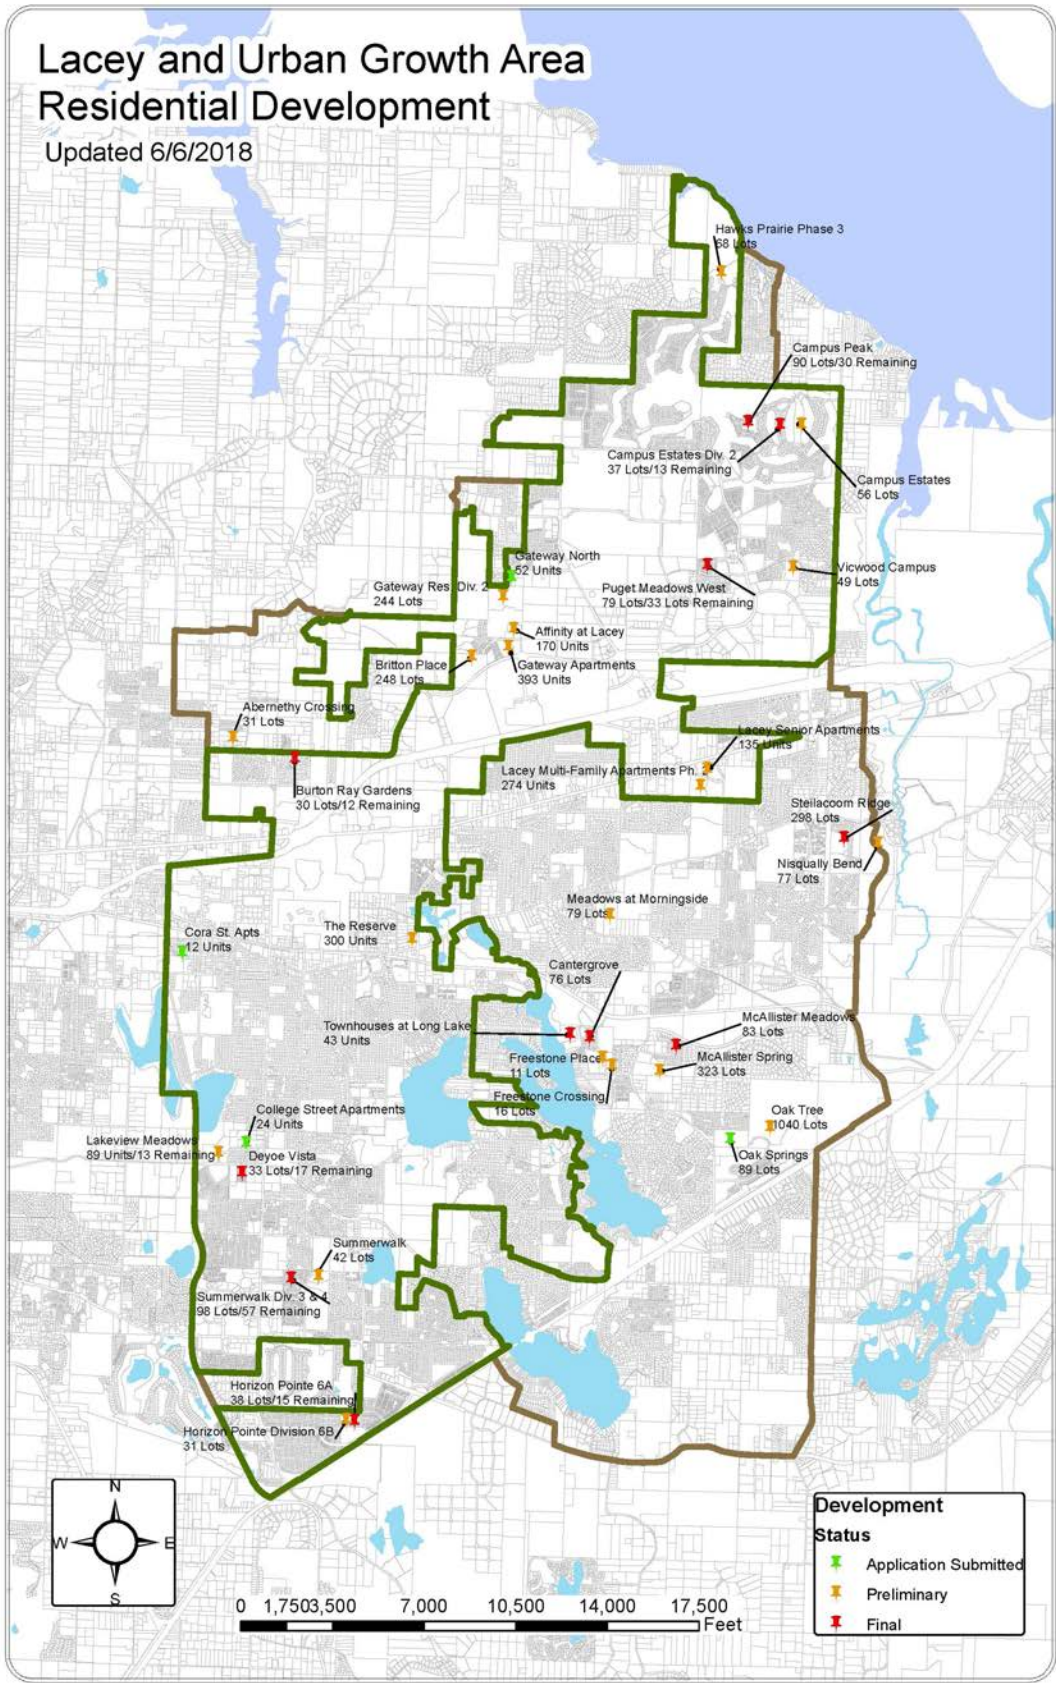 Lacey and Urban Growth Area
Residential Development
Updated 6/6/2018
Hawks Prairie Phase 3
68 Lots
Campus Peak
90 Lots/30 Remaining
Campus Estates Div. 2
37 Lots/13 Remaining
Campus Estates
56 Lots
Gateway North
52 Units
Gateway Res. Div. 2
244 Lots
Puget Meadows West
79 Lots/33 Lots Remaining
Vicwood Campus
49 Lots
Affinity at Lacey
170 Units
Britton Place
248 Lots
Gateway Apartments
393 Units
Abernethy Crossing
31 Lots
Lacey Senior Apartments
135 Units
Lacey Multi-Family Apartments Ph. 2
274 Units
Burton Ray Gardens
30 Lots/12 Remaining
Steilacoom Ridge
298 Lots
Nisqually Bend
77 Lots
Meadows at Morningside
79 Lots
The Reserve
300 Units
Cora St. Apts
12 Units
Cantergrove
76 Lots
Townhouses at Long Lake
43 Units
McAllister Meadows
83 Lots
Freestone Place
11 Lots
McAllister Spring
323 Lots
Freestone Crossing
16 Lots
College Street Apartments
24 Units
Oak Tree
1040 Lots
Lakeview Meadows
89 Units/13 Remaining
Deyoe Vista
33 Lots/17 Remaining
Oak Springs
89 Lots
Summerwalk
42 Lots
Summerwalk Div. 3 & 4
98 Lots/57 Remaining
Horizon Pointe 6A
38 Lots/15 Remaining
Horizon Pointe Division 6B
31 Lots
N
W E
S
0 1,750 3,500 7,000 10,500 14,000 17,500
Feet
Development
Status
Application Submitted
Preliminary
Final